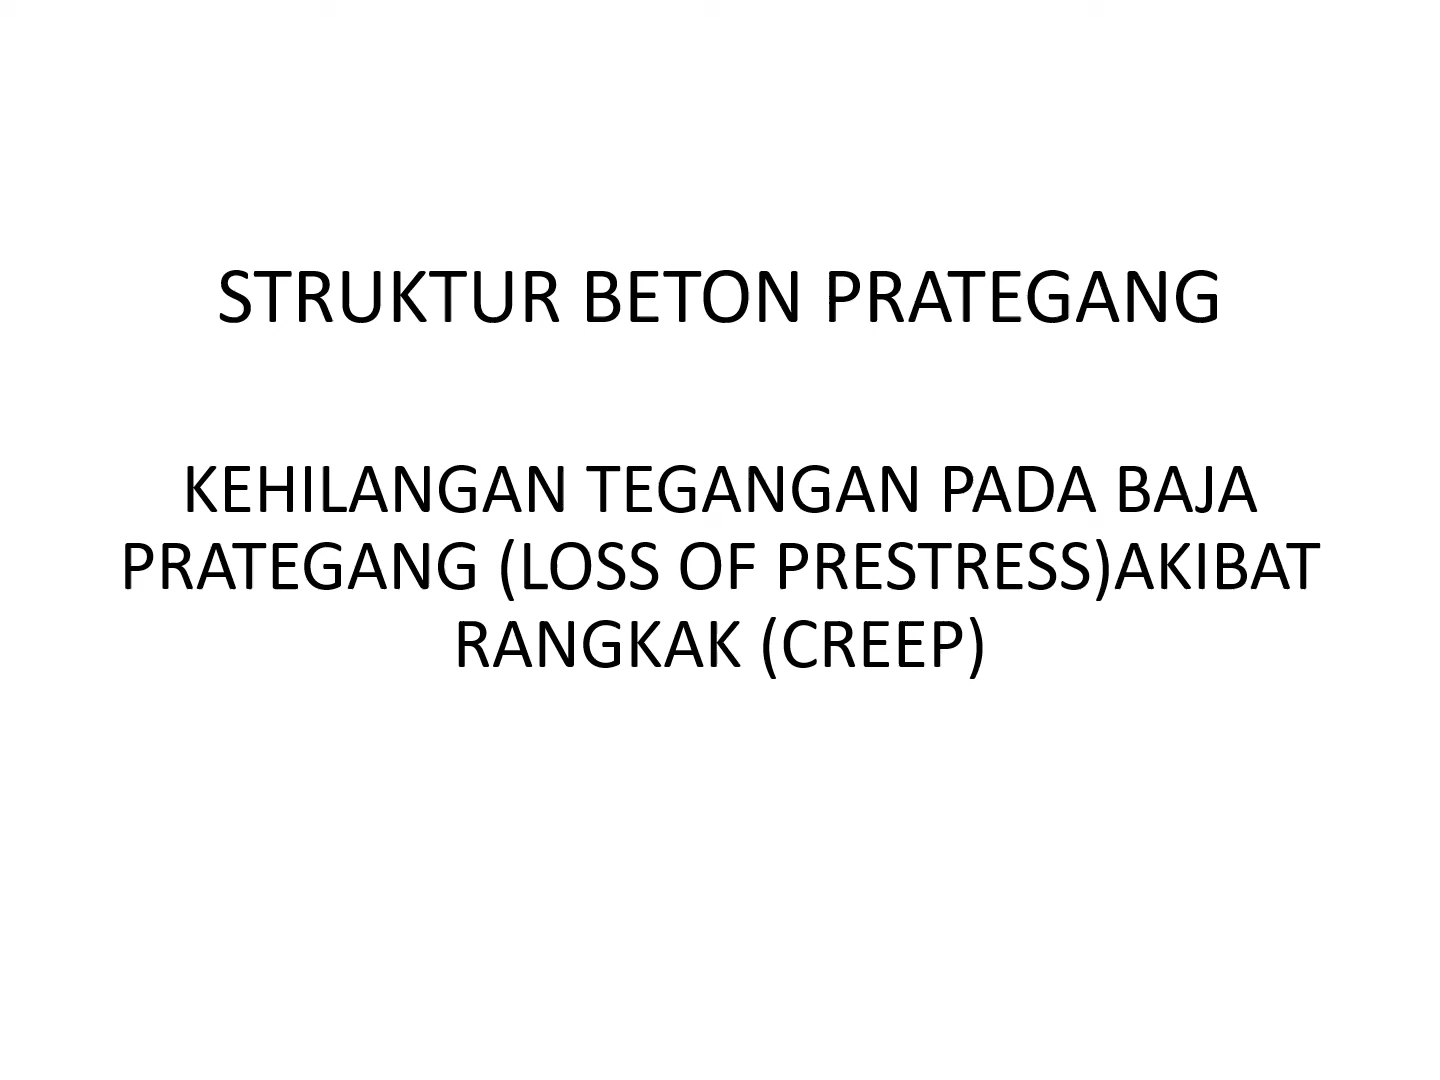 STRUKTUR BETON PRATEGANG
KEHILANGAN TEGANGAN PADA BAJA
PRATEGANG (LOSS OF PRESTRESS)AKIBAT
RANGKAK (CREEP)